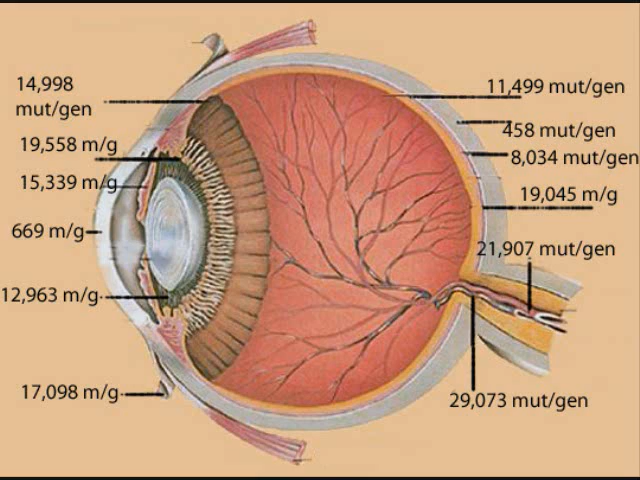 14,998
mut/gen
19,558 m/g
15,339 m/g
669 m/g
12,963 m/g
17,098 m/g
11,499 mut/gen
458 mut/gen
8,034 mut/gen
19,045 m/g
21,907 mut/gen
29,073 mut/gen